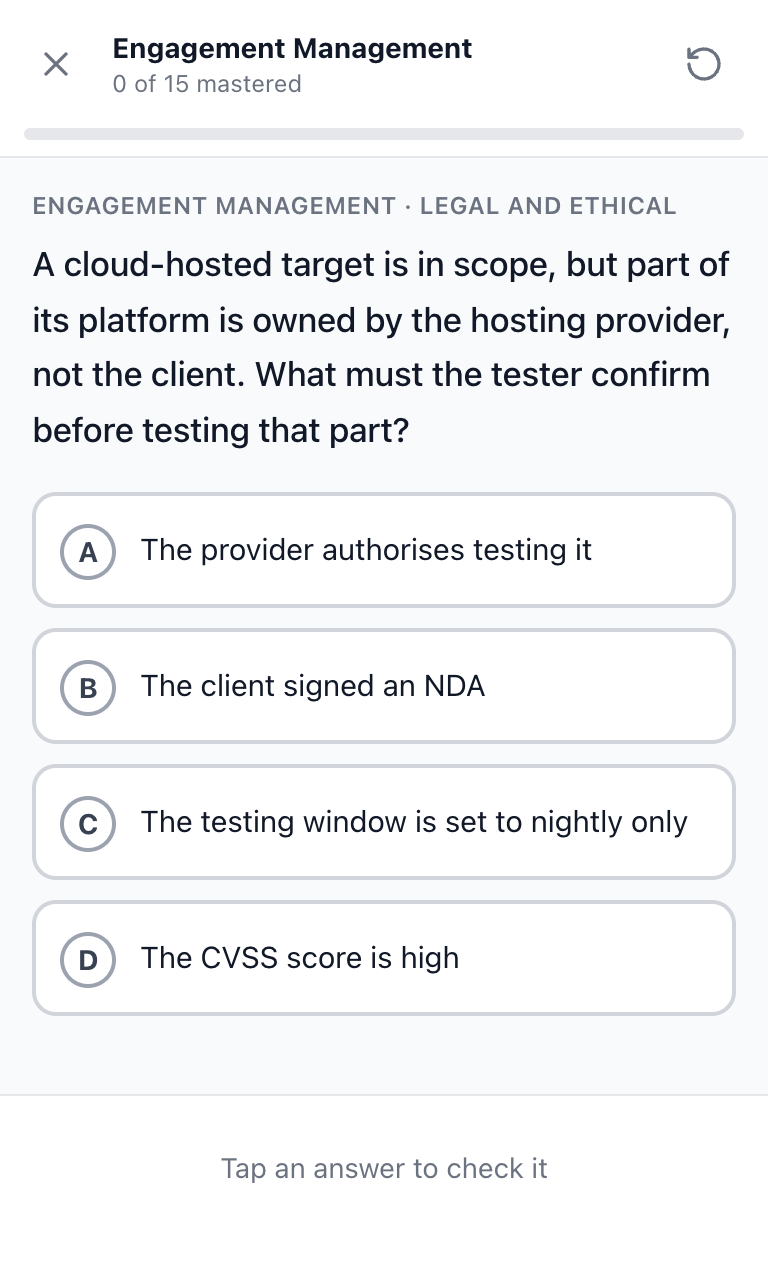 Engagement Management
0 of 15 mastered
ENGAGEMENT MANAGEMENT · LEGAL AND ETHICAL
A cloud-hosted target is in scope, but part of
its platform is owned by the hosting provider,
not the client. What must the tester confirm
before testing that part?
A The provider authorises testing it
B The client signed an NDA
C The testing window is set to nightly only
D The CVSS score is high
Tap an answer to check it